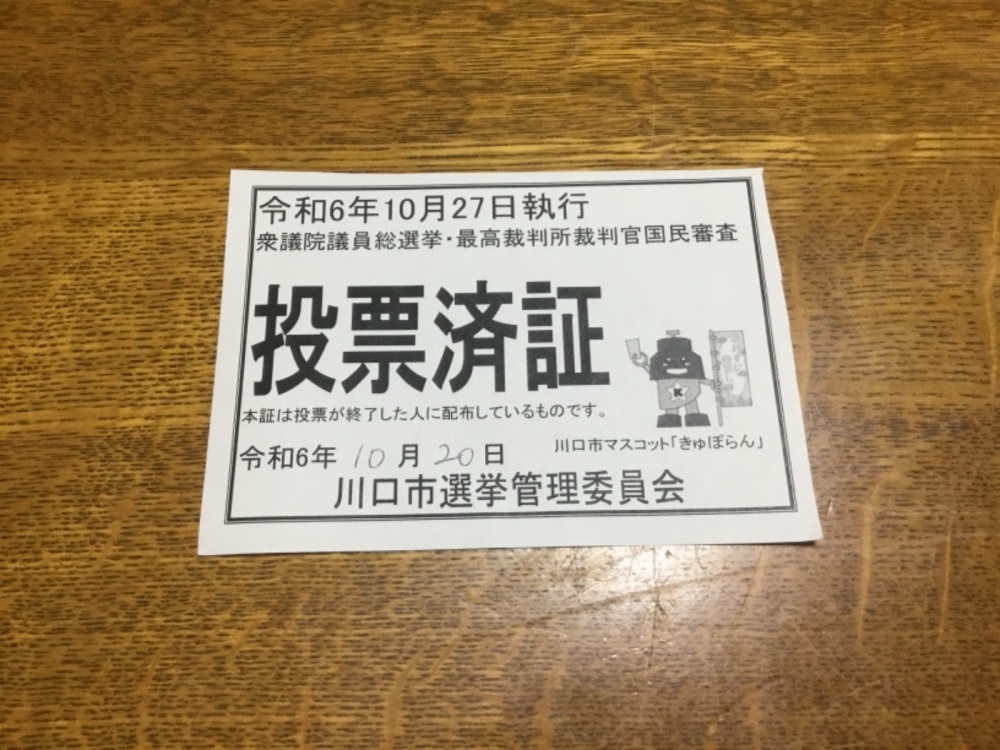 令和6年10月27日執行
衆議院議員総選挙・最高裁判所裁判官国民審査
投票済証
本証は投票が終了した人に配布しているものです。
川口市マスコット「きゅぽらん」
令和6年 10 月 20 日
川口市選挙管理委員会